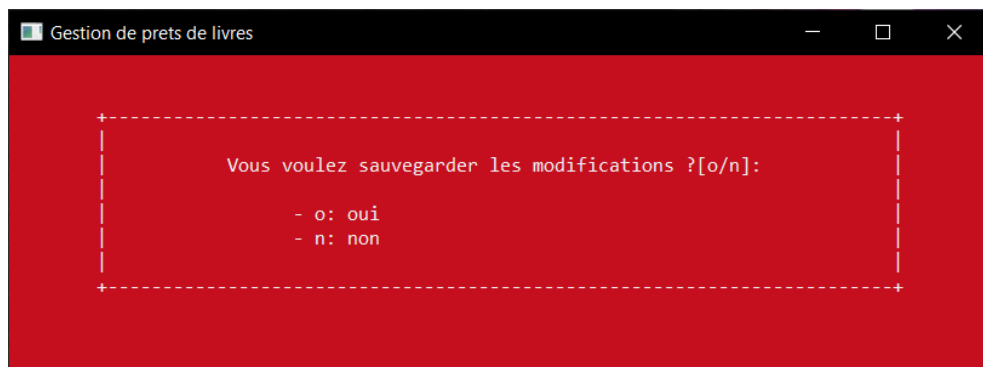 Gestion de prets de livres
Vous voulez sauvegarder les modifications ?[o/n]:
- o: oui
- n: non